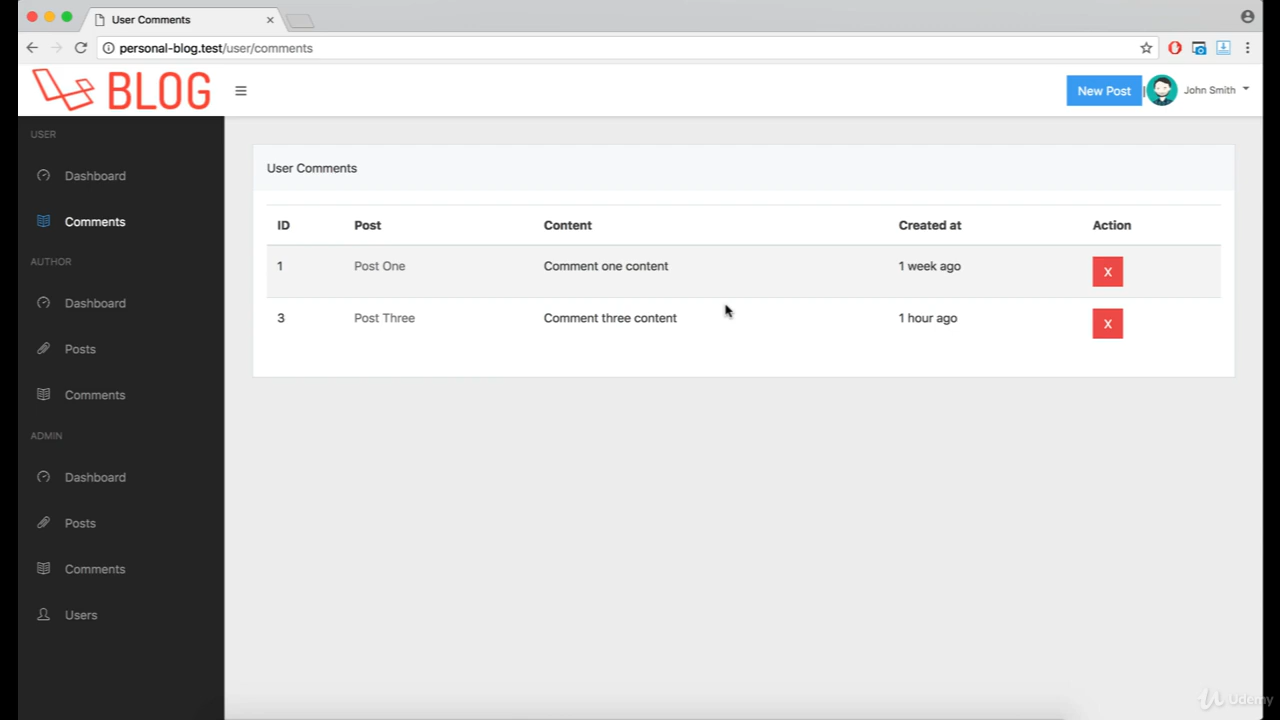 User Comments
personal-blog.test/user/comments
BLOG
New Post
John Smith
USER
Dashboard
Comments
AUTHOR
Dashboard
Posts
Comments
ADMIN
Dashboard
Posts
Comments
Users
User Comments
ID Post Content Created at Action
1 Post One Comment one content 1 week ago X
3 Post Three Comment three content 1 hour ago X
Udemy